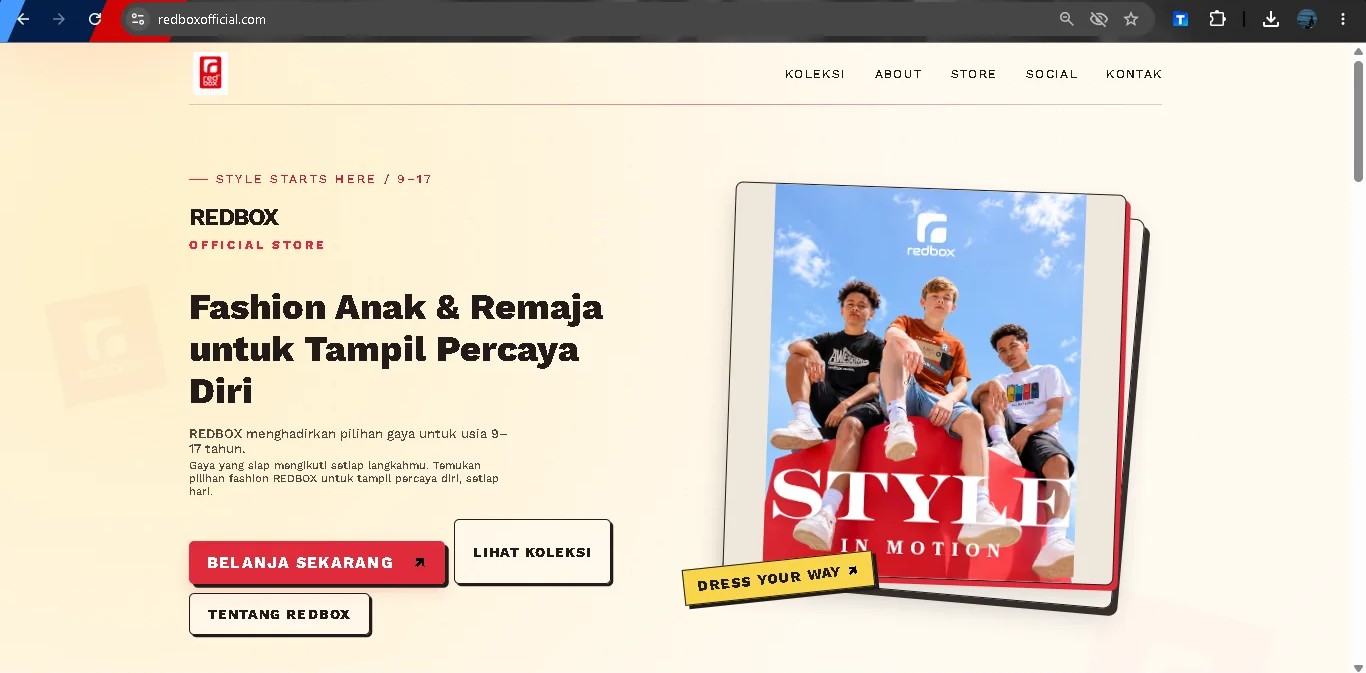 redboxofficial.com
red
box
KOLEKSI
ABOUT
STORE
SOCIAL
KONTAK
STYLE STARTS HERE / 9–17
REDBOX
OFFICIAL STORE
Fashion Anak & Remaja
untuk Tampil Percaya
Diri
REDBOX menghadirkan pilihan gaya untuk usia 9–
17 tahun.
Gaya yang siap mengikuti setiap langkahmu. Temukan
pilihan fashion REDBOX untuk tampil percaya diri, setiap
hari.
BELANJA SEKARANG
LIHAT KOLEKSI
TENTANG REDBOX
redbox
STYLE
IN MOTION
DRESS YOUR WAY